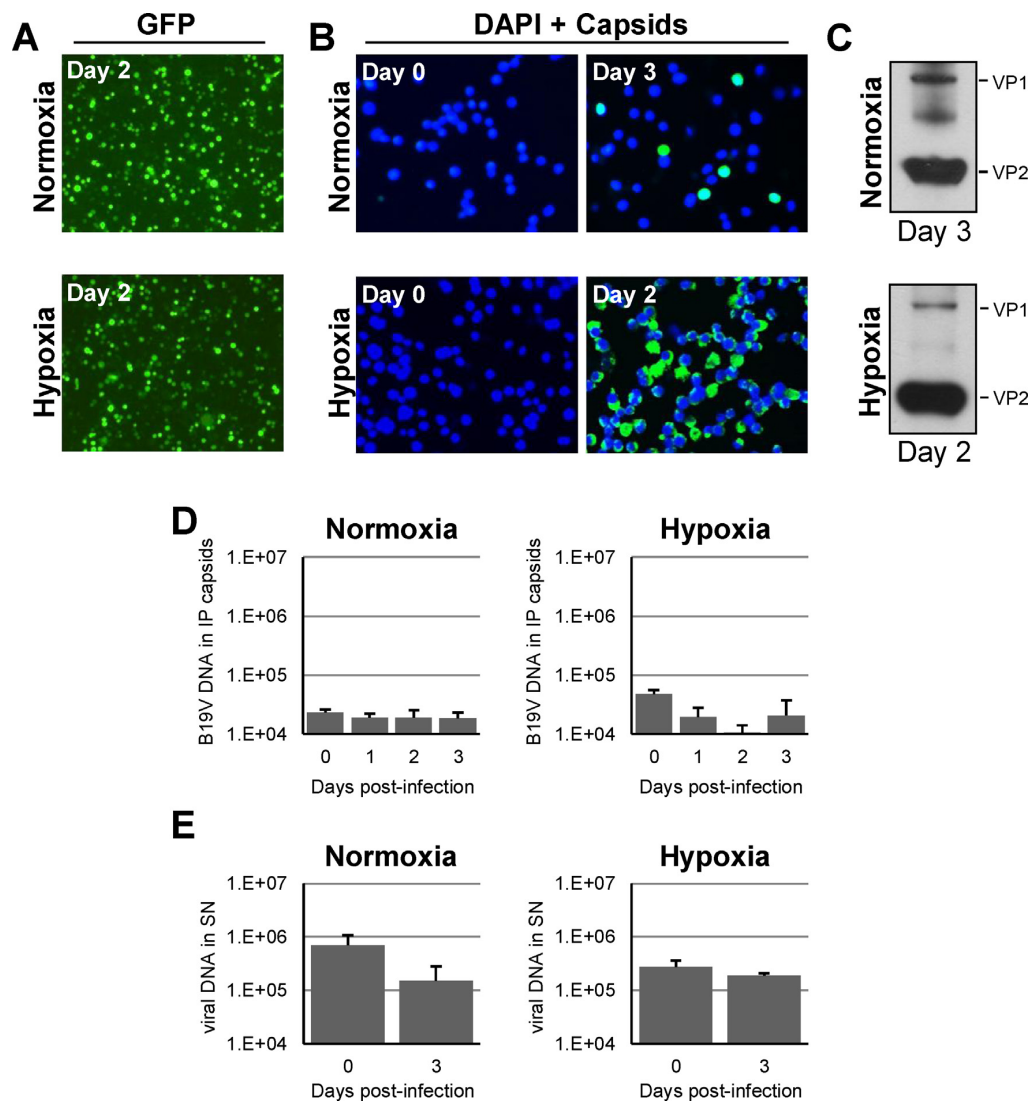 A
GFP
B
DAPI + Capsids
C
Normoxia
Day 2
Normoxia
Day 0
Day 3
Normoxia
VP1
VP2
Day 3
Hypoxia
Day 2
Hypoxia
Day 0
Day 2
Hypoxia
VP1
VP2
Day 2
D
Normoxia
B19V DNA in IP capsids
1.E+07
1.E+06
1.E+05
1.E+04
0 1 2 3
Days post-infection
Hypoxia
B19V DNA in IP capsids
1.E+07
1.E+06
1.E+05
1.E+04
0 1 2 3
Days post-infection
E
Normoxia
viral DNA in SN
1.E+07
1.E+06
1.E+05
1.E+04
0 3
Days post-infection
Hypoxia
viral DNA in SN
1.E+07
1.E+06
1.E+05
1.E+04
0 3
Days post-infection